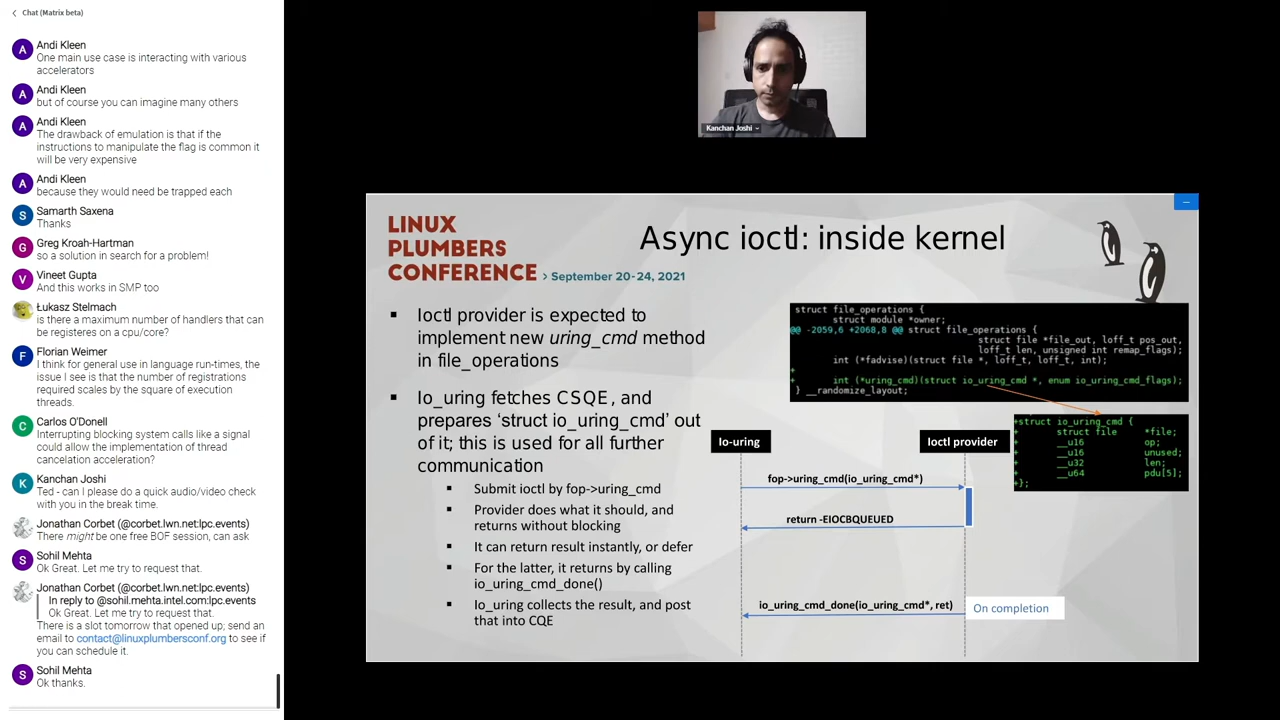 Chat (Matrix beta)
Andi Kleen
One main use case is interacting with various
accelerators
Andi Kleen
but of course you can imagine many others
Andi Kleen
The drawback of emulation is that if the
instructions to manipulate the flag is common it
will be very expensive
Andi Kleen
because they would need be trapped each
Samarth Saxena
Thanks
Greg Kroah-Hartman
so a solution in search for a problem!
Vineet Gupta
And this works in SMP too
Łukasz Stelmach
is there a maximum number of handlers that can
be registeres on a cpu/core?
Florian Weimer
I think for general use in language run-times, the
issue I see is that the number of registrations
required scales by the square of execution
threads.
Carlos O'Donell
Interrupting blocking system calls like a signal
could allow the implementation of thread
cancelation acceleration?
Kanchan Joshi
Ted - can I please do a quick audio/video check
with you in the break time.
Jonathan Corbet (@corbet.lwn.net:lpc.events)
There might be one free BOF session, can ask
Sohil Mehta
Ok Great. Let me try to request that.
Jonathan Corbet (@corbet.lwn.net:lpc.events)
In reply to @sohil.mehta.intel.com:lpc.events
Ok Great. Let me try to request that.
There is a slot tomorrow that opened up; send an
email to contact@linuxplumbersconf.org to see if
you can schedule it.
Sohil Mehta
Ok thanks.
Kanchan Joshi
LINUX
PLUMBERS
CONFERENCE > September 20-24, 2021
Async ioctl: inside kernel
▪ Ioctl provider is expected to
implement new uring_cmd method
in file_operations
▪ Io_uring fetches CSQE, and
prepares ‘struct io_uring_cmd’ out
of it; this is used for all further
communication
▪ Submit ioctl by fop->uring_cmd
▪ Provider does what it should, and
returns without blocking
▪ It can return result instantly, or defer
▪ For the latter, it returns by calling
io_uring_cmd_done()
▪ Io_uring collects the result, and post
that into CQE
struct file_operations {
struct module *owner;
@@ -2059,6 +2068,8 @@ struct file_operations {
struct file *file_out, loff_t pos_out,
loff_t len, unsigned int remap_flags);
int (*fadvise)(struct file *, loff_t, loff_t, int);
+
+ int (*uring_cmd)(struct io_uring_cmd *, enum io_uring_cmd_flags);
} __randomize_layout;
+struct io_uring_cmd {
+ struct file *file;
+ __u16 op;
+ __u16 unused;
+ __u32 len;
+ __u64 pdu[5];
+};
Io-uring
Ioctl provider
fop->uring_cmd(io_uring_cmd*)
return -EIOCBQUEUED
io_uring_cmd_done(io_uring_cmd*, ret)
On completion